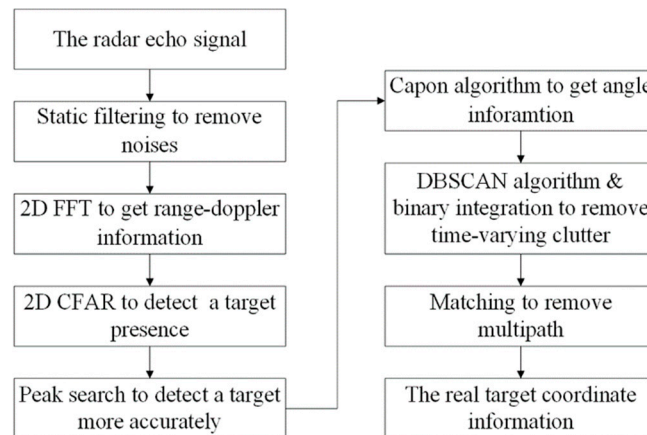 The radar echo signal
Static filtering to remove
noises
2D FFT to get range-doppler
information
2D CFAR to detect a target
presence
Peak search to detect a target
more accurately
Capon algorithm to get angle
inforamtion
DBSCAN algorithm &
binary integration to remove
time-varying clutter
Matching to remove
multipath
The real target coordinate
information